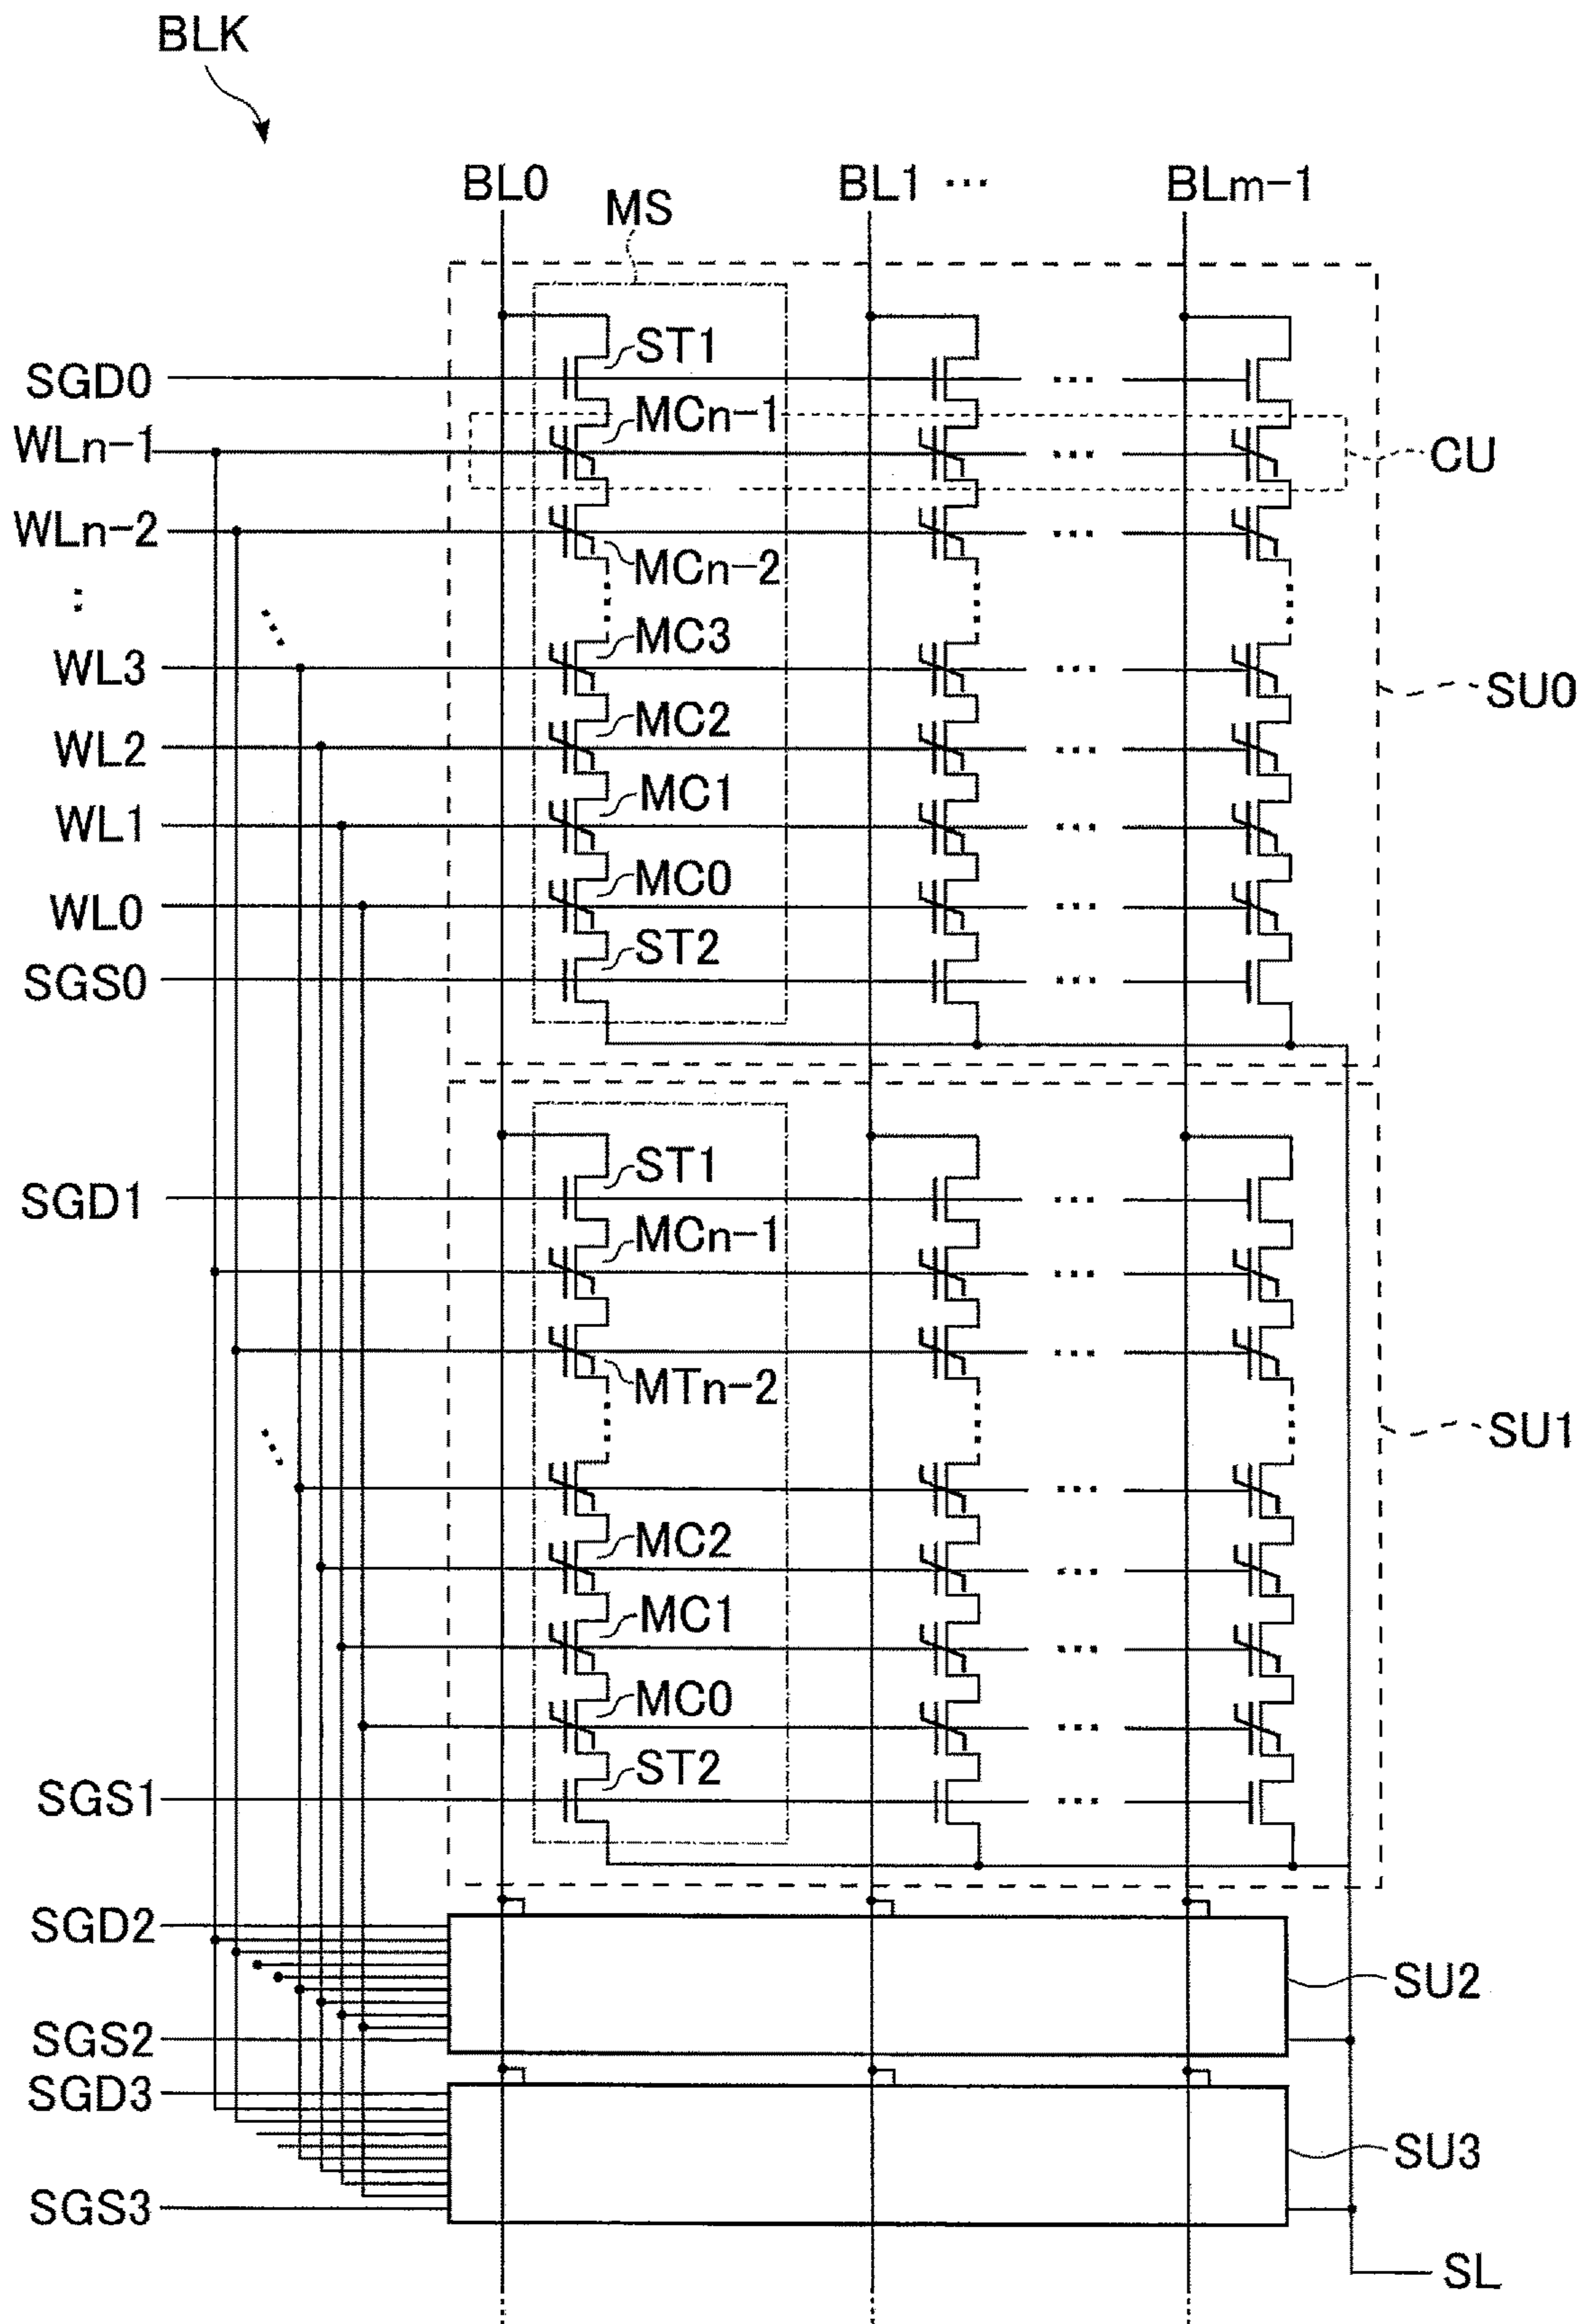 BLK
BL0 BL1 ··· BLm-1
MS
ST1
SGD0
MCn-1
WLn-1
CU
WLn-2
MCn-2
MC3
WL3
SU0
MC2
WL2
MC1
WL1
MC0
WL0
ST2
SGS0
ST1
SGD1
MCn-1
MTn-2
SU1
MC2
MC1
MC0
ST2
SGS1
SGD2
SU2
SGS2
SGD3
SU3
SGS3
SL